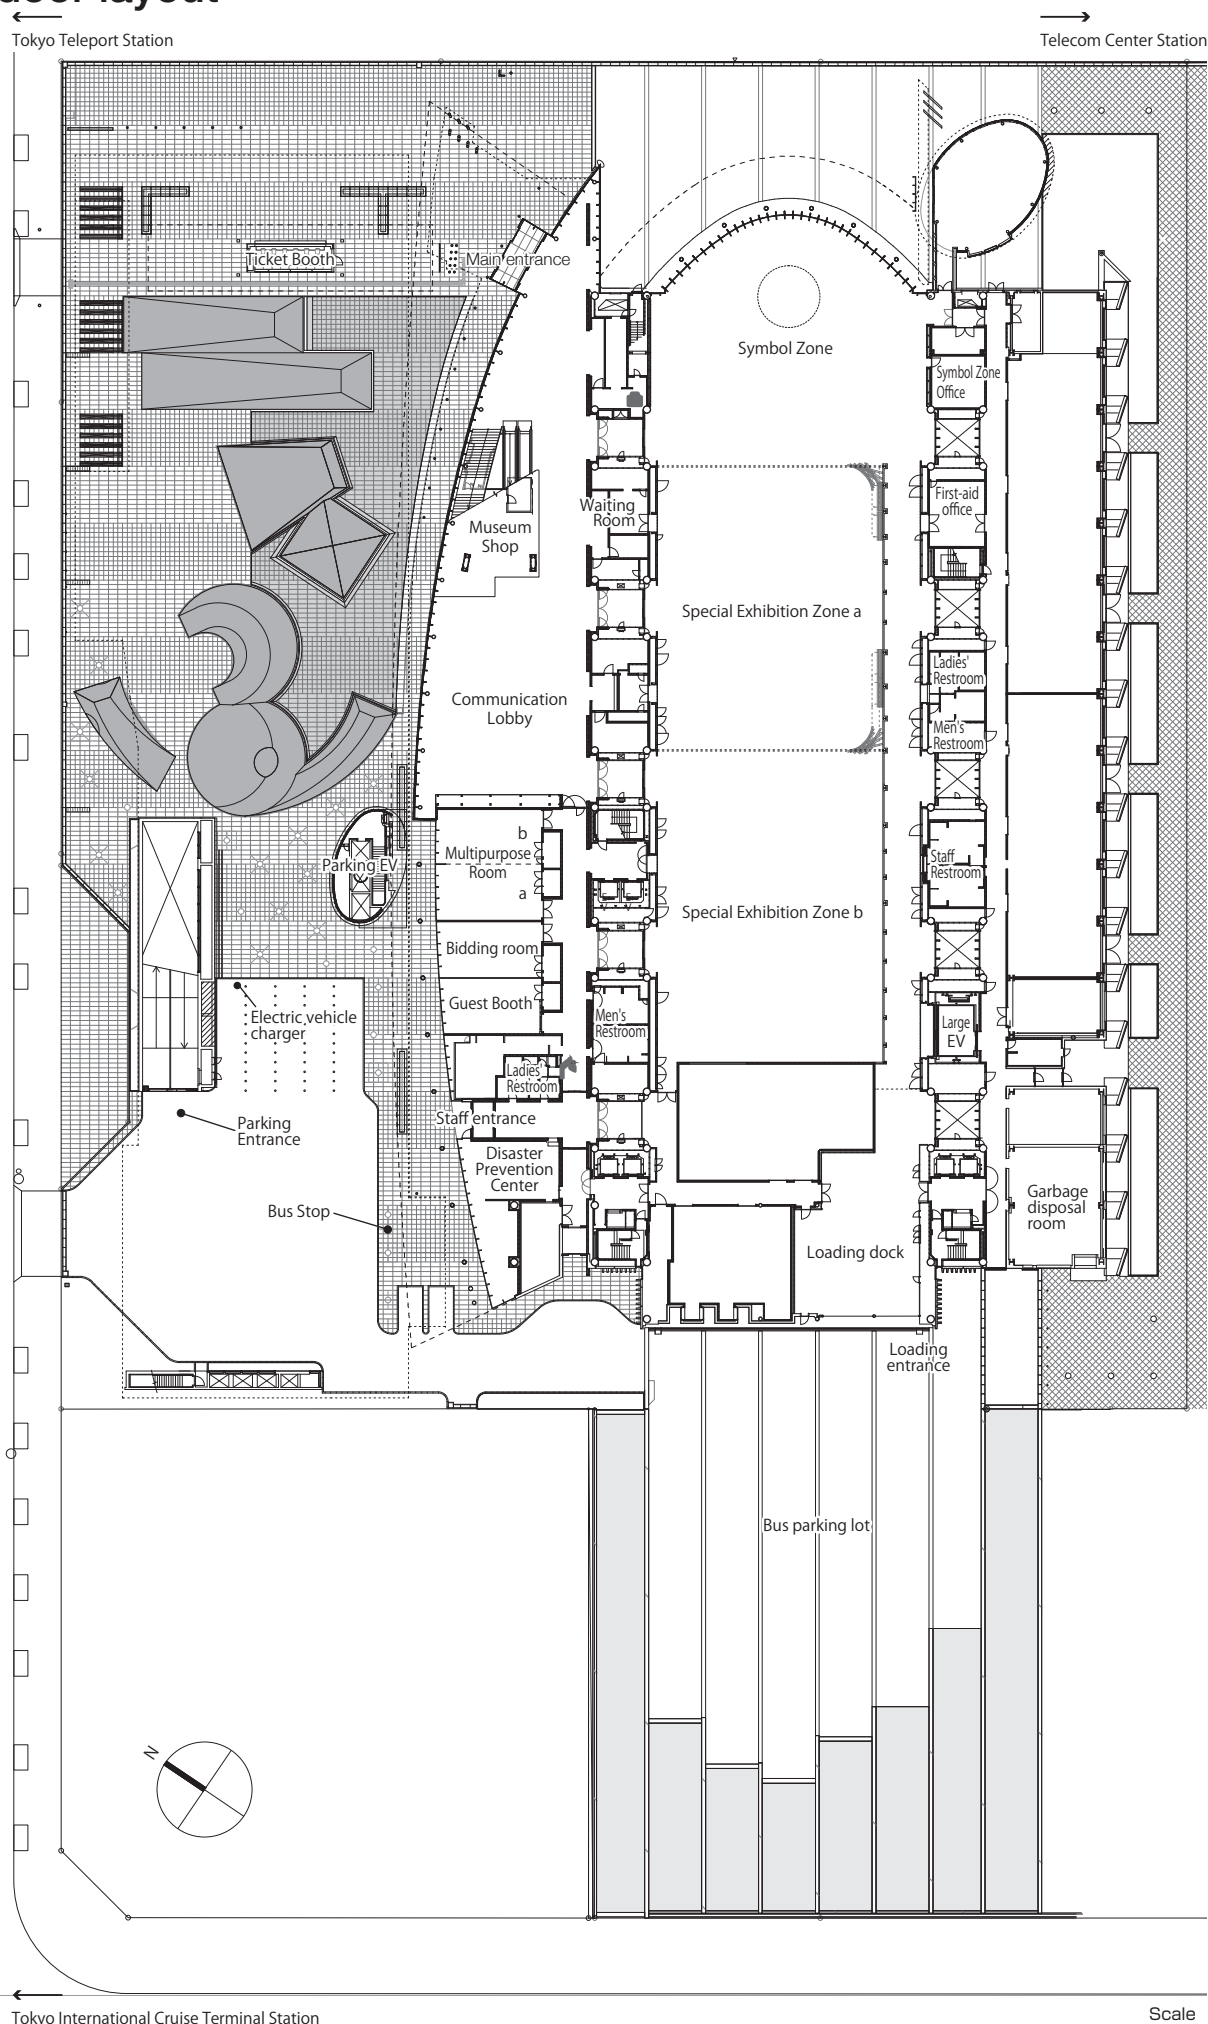 layout
Tokyo Teleport Station
Telecom Center Station
Ticket Booth
Main entrance
Symbol Zone
Symbol Zone
Office
Waiting
Room
First-aid
office
Museum
Shop
Special Exhibition Zone a
Ladies'
Restroom
Communication
Lobby
Men's
Restroom
b
Multipurpose
Room
a
Parking EV
Staff
Restroom
Special Exhibition Zone b
Bidding room
Guest Booth
Electric vehicle
charger
Men's
Restroom
Large
EV
Ladies'
Restroom
Staff entrance
Parking
Entrance
Disaster
Prevention
Center
Bus Stop
Garbage
disposal
room
Loading dock
Loading
entrance
Bus parking lot
N
Tokyo International Cruise Terminal Station
Scale